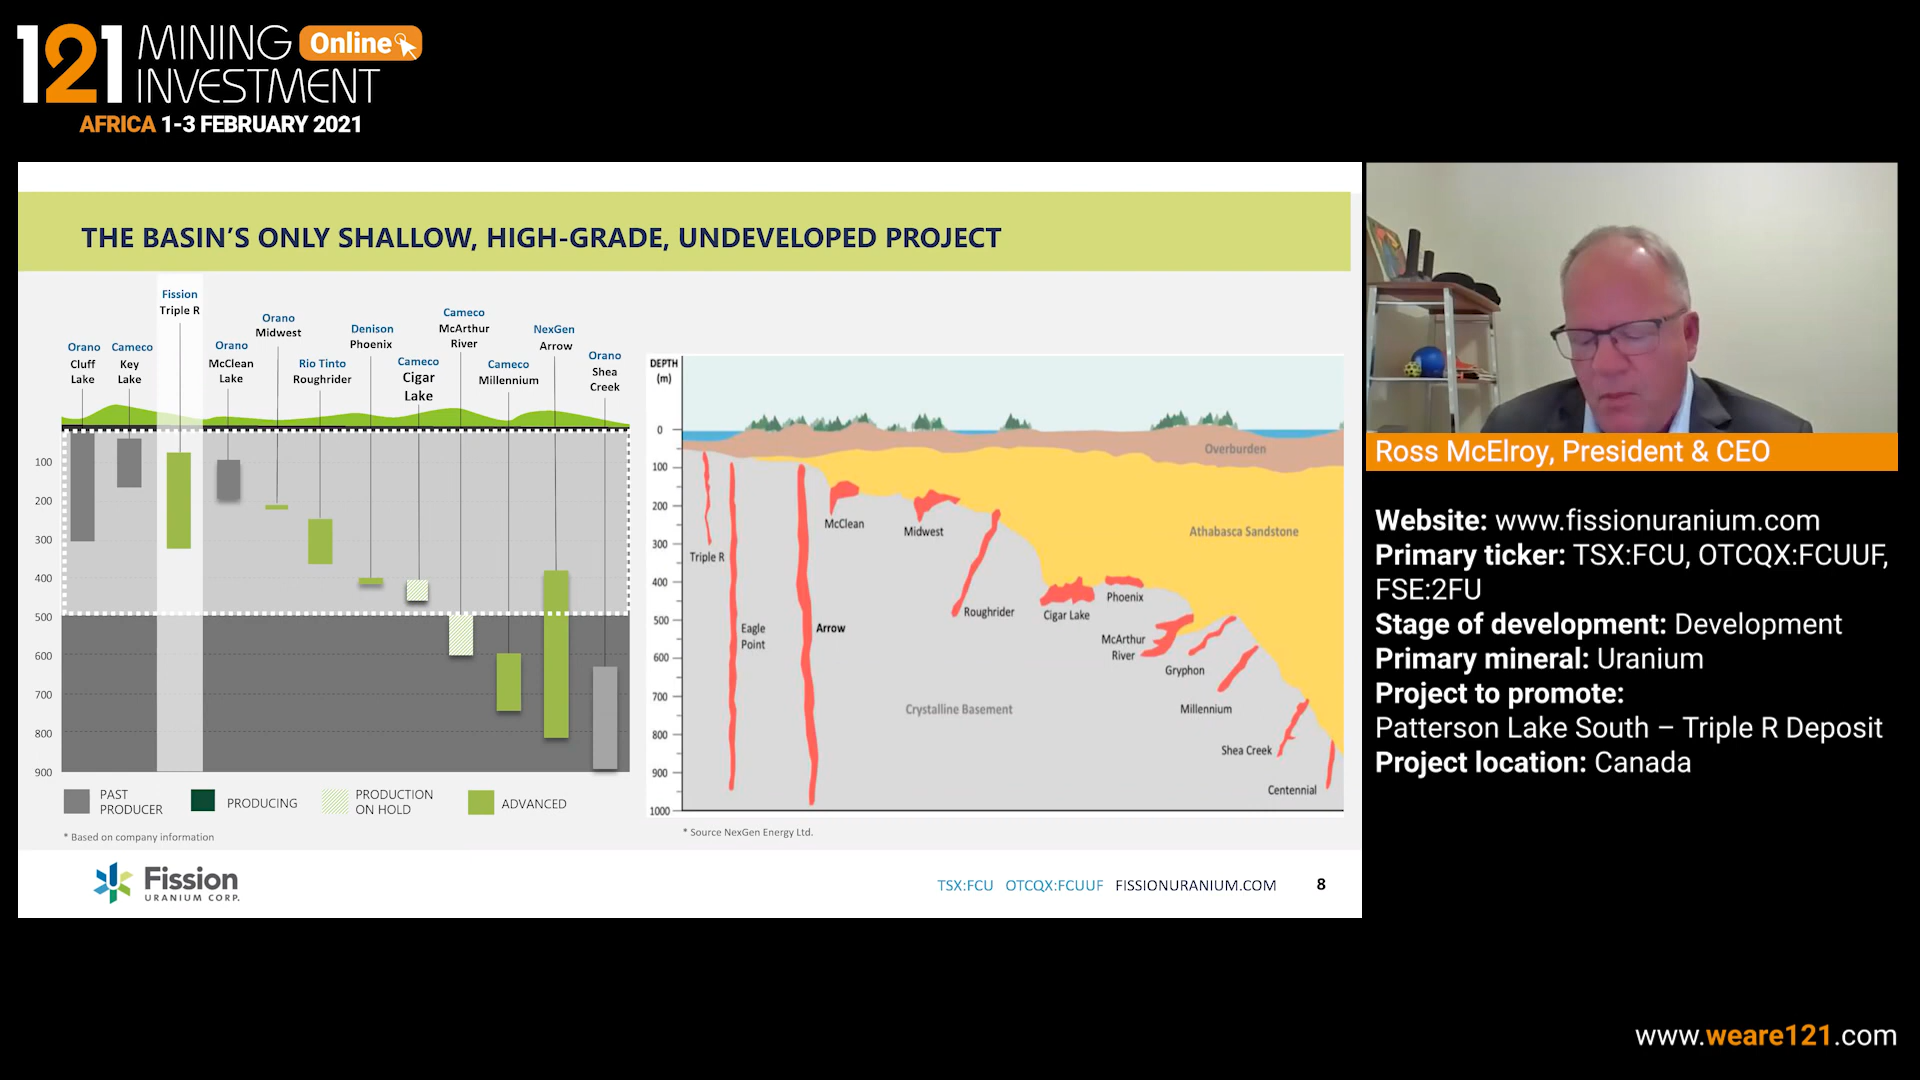 121 MINING Online
INVESTMENT
AFRICA 1-3 FEBRUARY 2021
THE BASIN'S ONLY SHALLOW, HIGH-GRADE, UNDEVELOPED PROJECT
Orano
Cluff
Lake
Cameco
Key
Lake
Fission
Triple R
Orano
McClean
Lake
Orano
Midwest
Rio Tinto
Roughrider
Denison
Phoenix
Cameco
Cigar
Lake
Cameco
McArthur
River
Cameco
Millennium
NexGen
Arrow
Orano
Shea
Creek
100
200
300
400
500
600
700
800
900
PAST
PRODUCER
PRODUCING
PRODUCTION
ON HOLD
ADVANCED
* Based on company information
DEPTH
(m)
0
100
200
300
400
500
600
700
800
900
1000
Overburden
Athabasca Sandstone
Crystalline Basement
Triple R
Eagle
Point
Arrow
McClean
Midwest
Roughrider
Cigar Lake
Phoenix
McArthur
River
Gryphon
Millennium
Shea Creek
Centennial
* Source NexGen Energy Ltd.
Fission
URANIUM CORP.
TSX:FCU OTCQX:FCUUF FISSIONURANIUM.COM 8
Ross McElroy, President & CEO
Website: www.fissionuranium.com
Primary ticker: TSX:FCU, OTCQX:FCUUF,
FSE:2FU
Stage of development: Development
Primary mineral: Uranium
Project to promote:
Patterson Lake South – Triple R Deposit
Project location: Canada
www.weare121.com